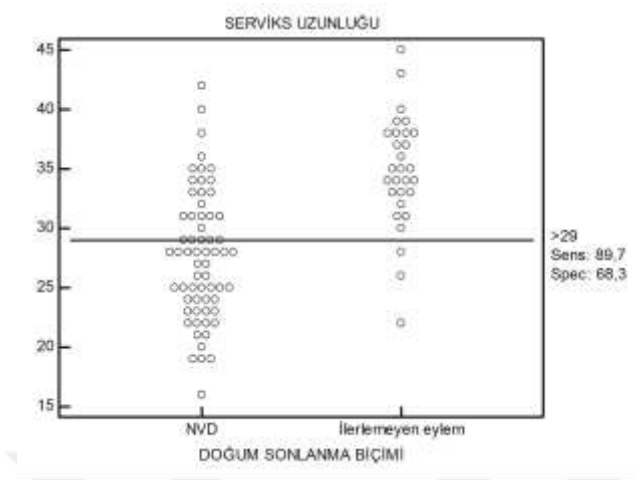 SERVİKS UZUNLUĞU
45
40
35
30
25
20
15
>29
Sens: 89,7
Spec: 68,3
NVD İlerlemeyen eylem
DOĞUM SONLANMA BİÇİMİ